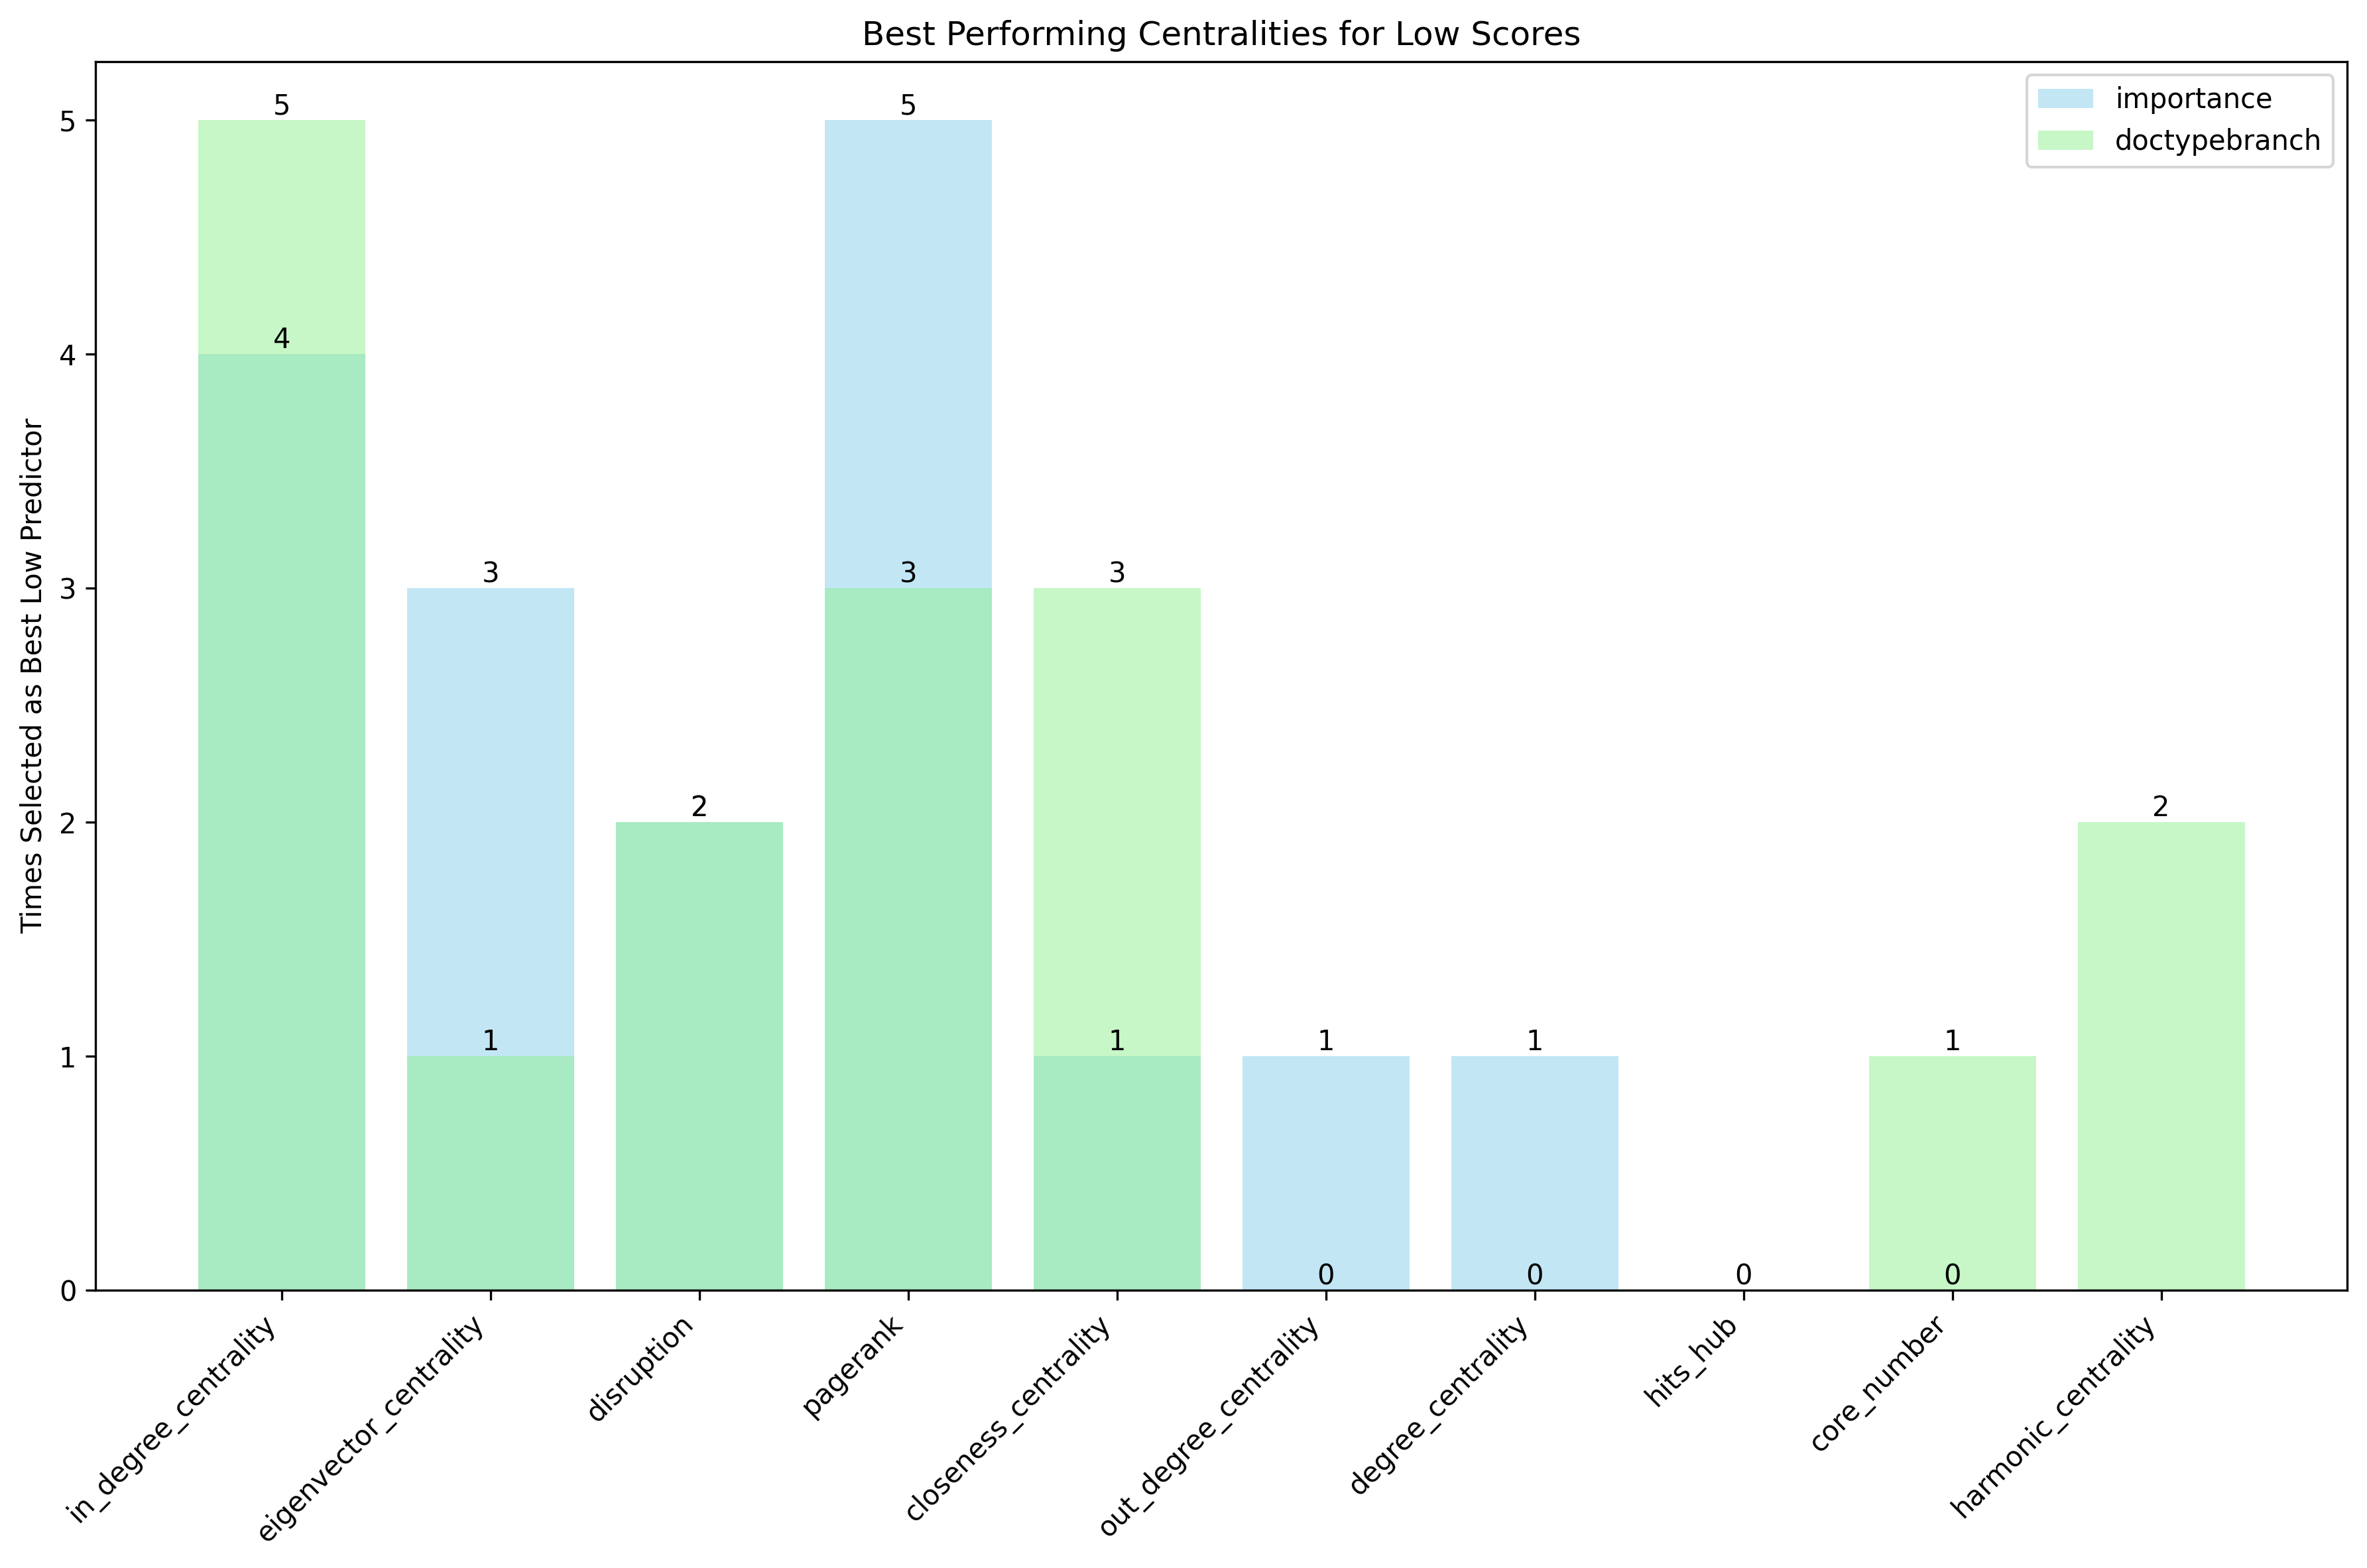 Best Performing Centralities for Low Scores
importance
doctypebranch
Times Selected as Best Low Predictor
5
4
3
2
1
0
5
4
3
1
2
5
3
3
1
1
0
1
0
0
1
0
2
in_degree_centrality
eigenvector_centrality
disruption
pagerank
closeness_centrality
out_degree_centrality
degree_centrality
hits_hub
core_number
harmonic_centrality